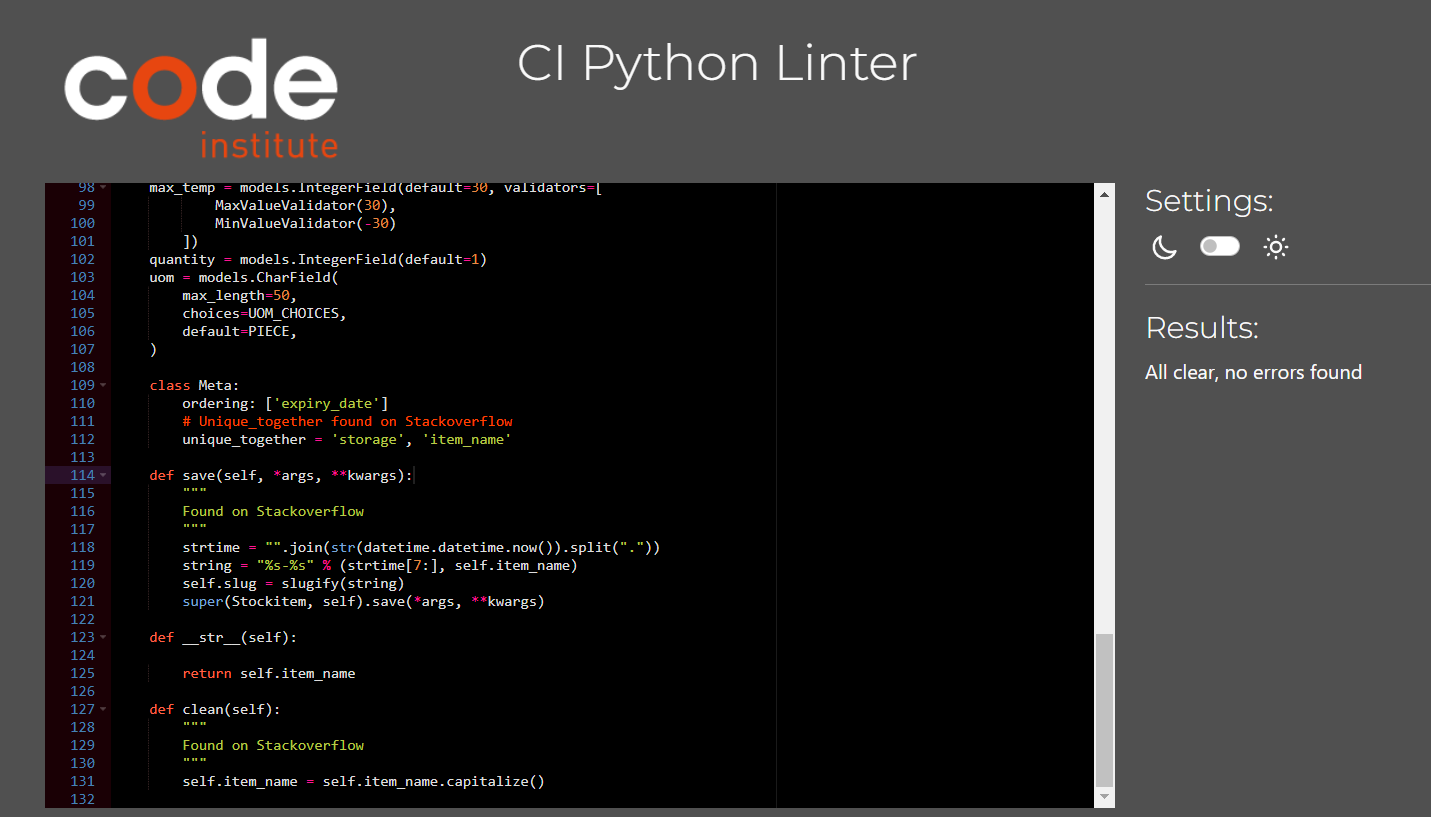 code
institute
CI Python Linter
98 max_temp = models.IntegerField(default=30, validators=[
99 MaxValueValidator(30),
100 MinValueValidator(-30)
101 ])
102 quantity = models.IntegerField(default=1)
103 uom = models.CharField(
104 max_length=50,
105 choices=UOM_CHOICES,
106 default=PIECE,
107 )
108
109 class Meta:
110 ordering: ['expiry_date']
111 # Unique_together found on Stackoverflow
112 unique_together = 'storage', 'item_name'
113
114 def save(self, *args, **kwargs):
115 """
116 Found on Stackoverflow
117 """
118 strtime = "".join(str(datetime.datetime.now()).split("."))
119 string = "%s-%s" % (strtime[7:], self.item_name)
120 self.slug = slugify(string)
121 super(Stockitem, self).save(*args, **kwargs)
122
123 def __str__(self):
124
125 return self.item_name
126
127 def clean(self):
128 """
129 Found on Stackoverflow
130 """
131 self.item_name = self.item_name.capitalize()
132
Settings:
Results:
All clear, no errors found